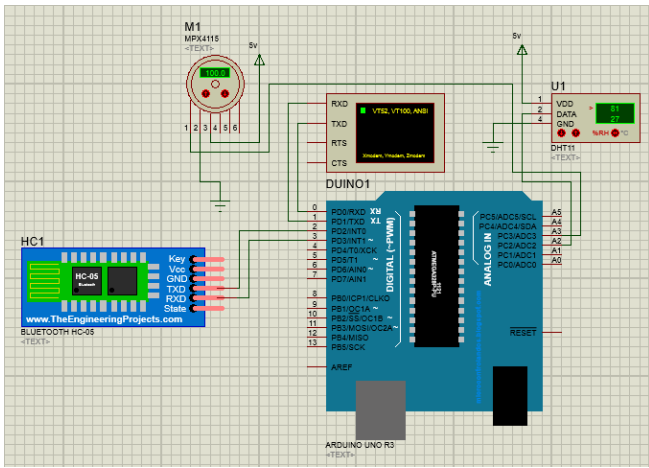 M1
MPX4115
<TEXT>
5v
100.0
1 2 3 4 5 6
5v
U1
RXD
TXD
RTS
CTS
VT52, VT100, ANSI
Xmodem, Ymodem, Zmodem
1 VDD
2 DATA
4 GND
81
27
%RH
°C
DHT11
<TEXT>
DUINO1
0 PD0/RXD RX
1 PD1/TXD TX
2 PD2/INT0
3 PD3/INT1 ~
4 PD4/T0/XCK
5 PD5/T1 ~
6 PD6/AIN0 ~
7 PD7/AIN1
8 PB0/ICP1/CLKO
9 PB1/OC1A ~
10 PB2/SS/OC1B ~
11 PB3/MOSI/OC2A ~
12 PB4/MISO
13 PB5/SCK
AREF
DIGITAL (~PWM)
ANALOG IN
PC5/ADC5/SCL A5
PC4/ADC4/SDA A4
PC3/ADC3 A3
PC2/ADC2 A2
PC1/ADC1 A1
PC0/ADC0 A0
RESET
ARDUINO UNO R3
<TEXT>
HC1
HC-05
Bluetooth
Key
Vcc
GND
TXD
RXD
State
www.TheEngineeringProjects.com
BLUETOOTH HC-05
<TEXT>